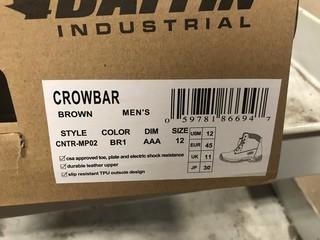 BAFFIN
INDUSTRIAL
CROWBAR
BROWN MEN'S
0 59781 86694 7
STYLE COLOR DIM SIZE
CNTR-MP02 BR1 AAA 12
UBM 12
EUR 45
UK 11
JP 30
csa approved toe, plate and electric shock resistance
durable leather upper
slip resistant TPU outsole design